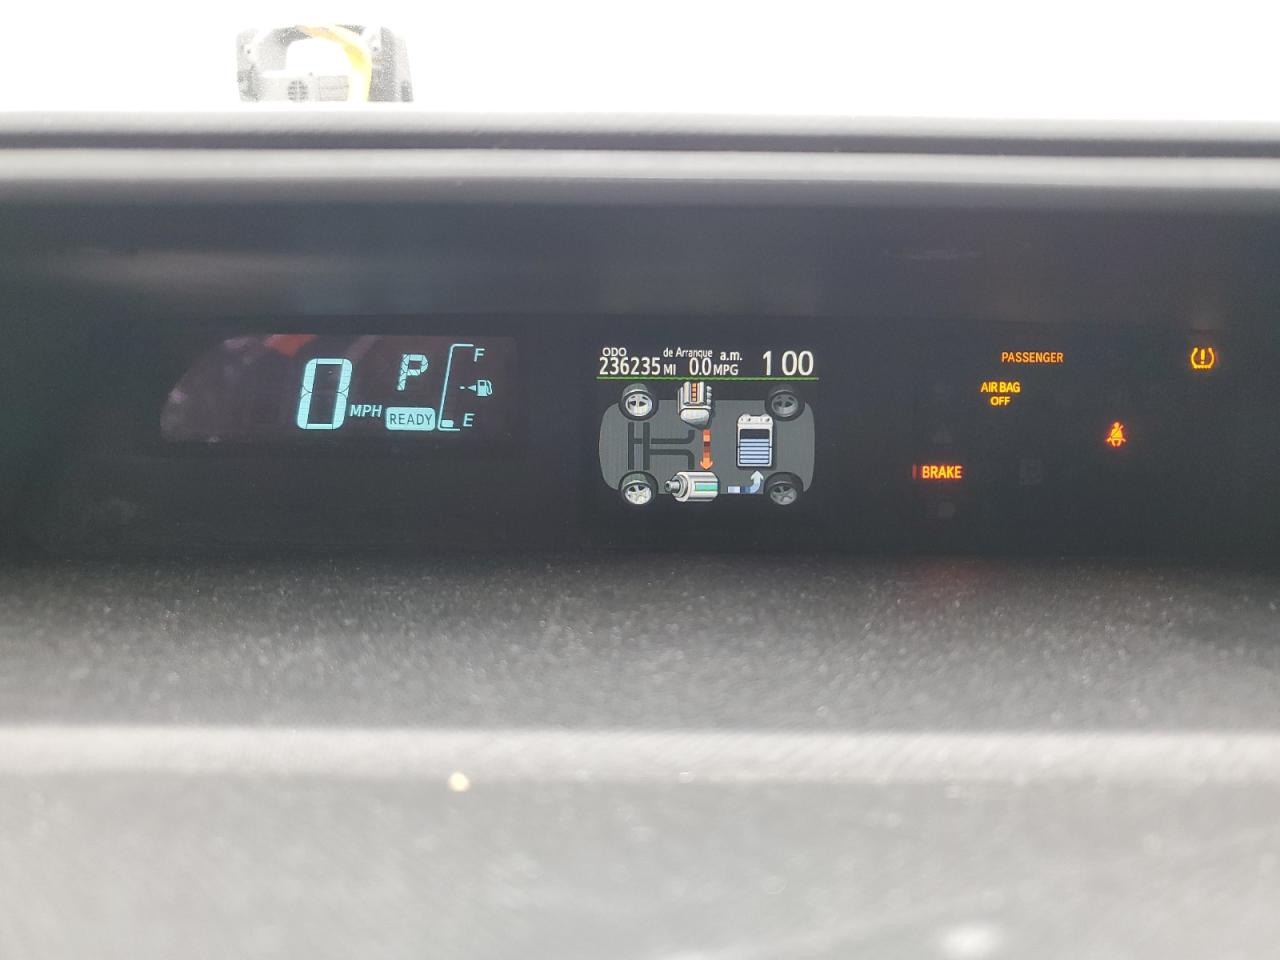 0 MPH
P
READY
F
E
ODO
236235 MI
de Arranque
0.0 MPG
a.m.
1 00
PASSENGER
AIR BAG
OFF
BRAKE